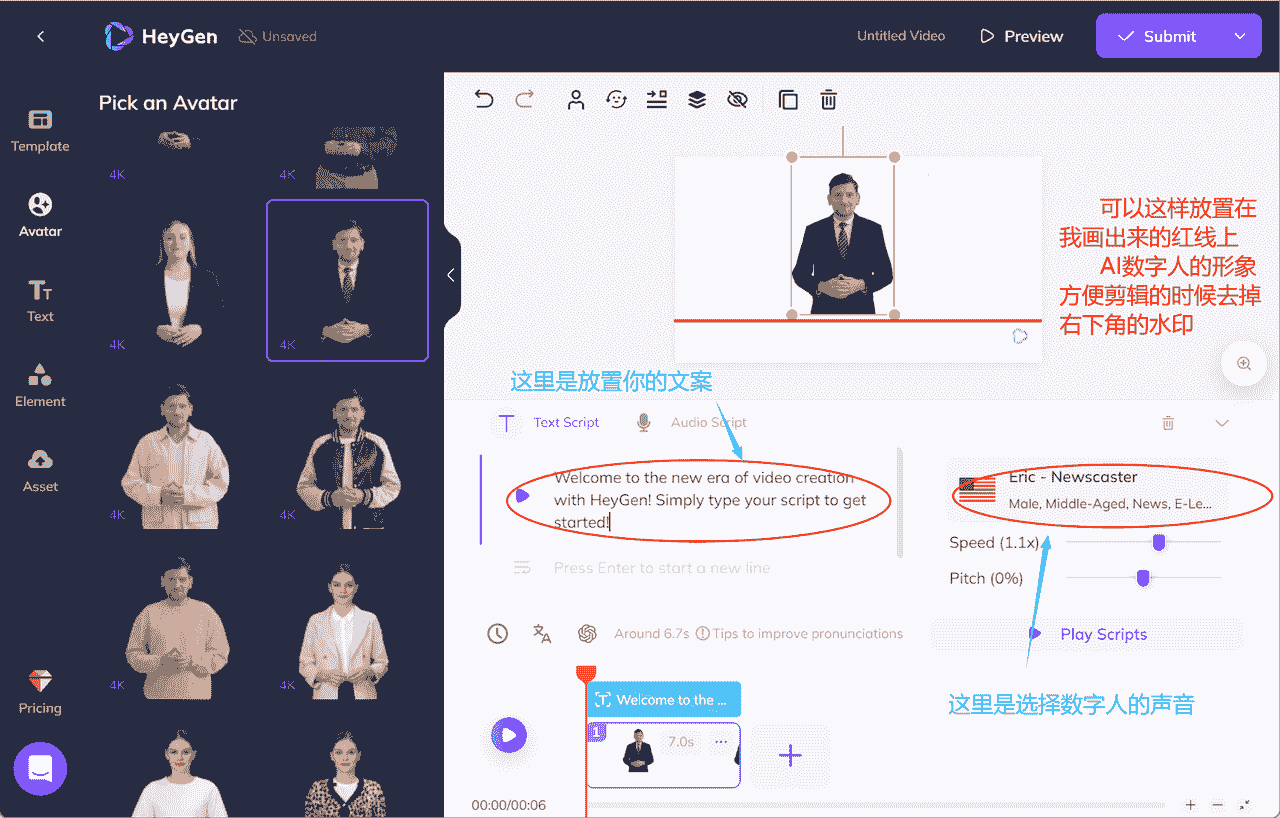 HeyGen
Unsaved
Untitled Video
Preview
Submit
Template
Avatar
Text
Element
Asset
Pricing
Pick an Avatar
4K
4K
4K
4K
4K
4K
4K
4K
可以这样放置在
我画出来的红线上
AI数字人的形象
方便剪辑的时候去掉
右下角的水印
这里是放置你的文案
Text Script
Audio Script
Welcome to the new era of video creation
with HeyGen! Simply type your script to get
started!
Press Enter to start a new line
Eric - Newscaster
Male, Middle-Aged, News, E-Le...
Speed (1.1x)
Pitch (0%)
Around 6.7s
Tips to improve pronunciations
Play Scripts
这里是选择数字人的声音
Welcome to the ...
1
7.0s
00:00/00:06